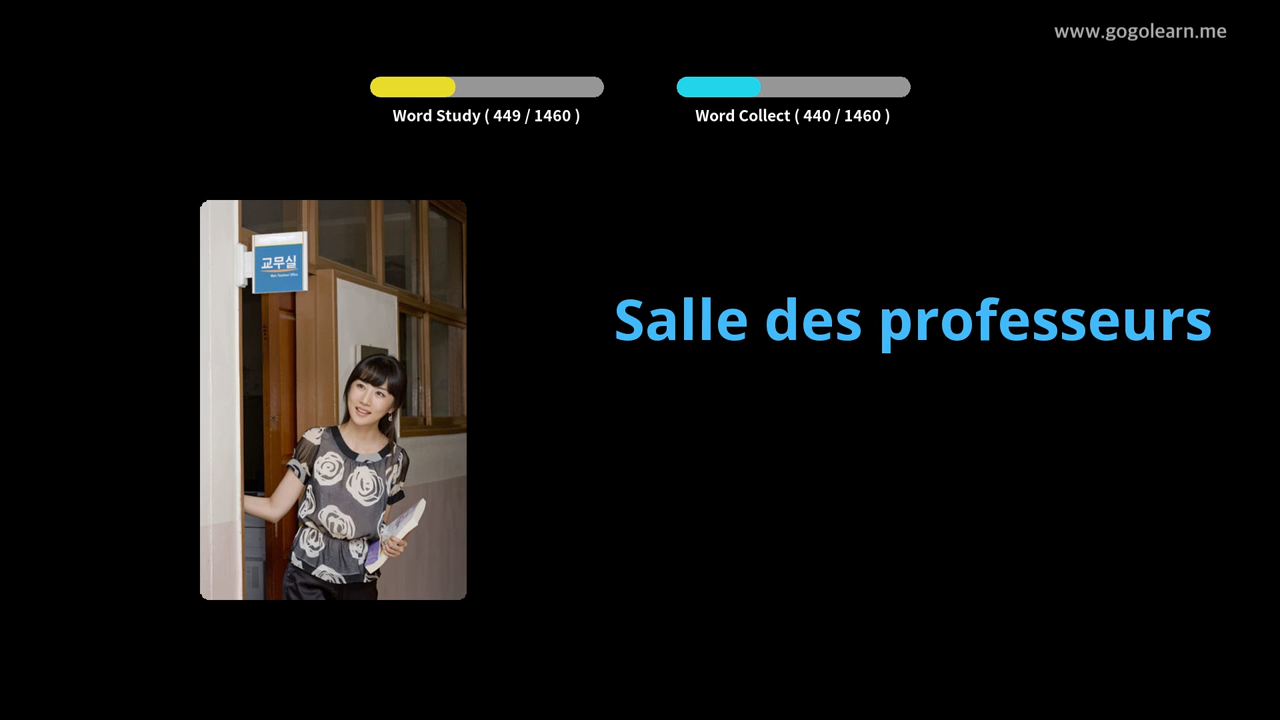 www.gogolearn.me
Word Study ( 449 / 1460 )
Word Collect ( 440 / 1460 )
교무실
Salle des professeurs